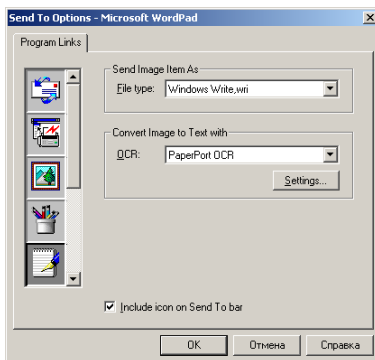 Send To Options - Microsoft WordPad
Program Links
Send Image Item As
File type: Windows Write,wri
Convert Image to Text with
OCR: PaperPort OCR
Settings...
Include icon on Send To bar
OK Отмена Справка